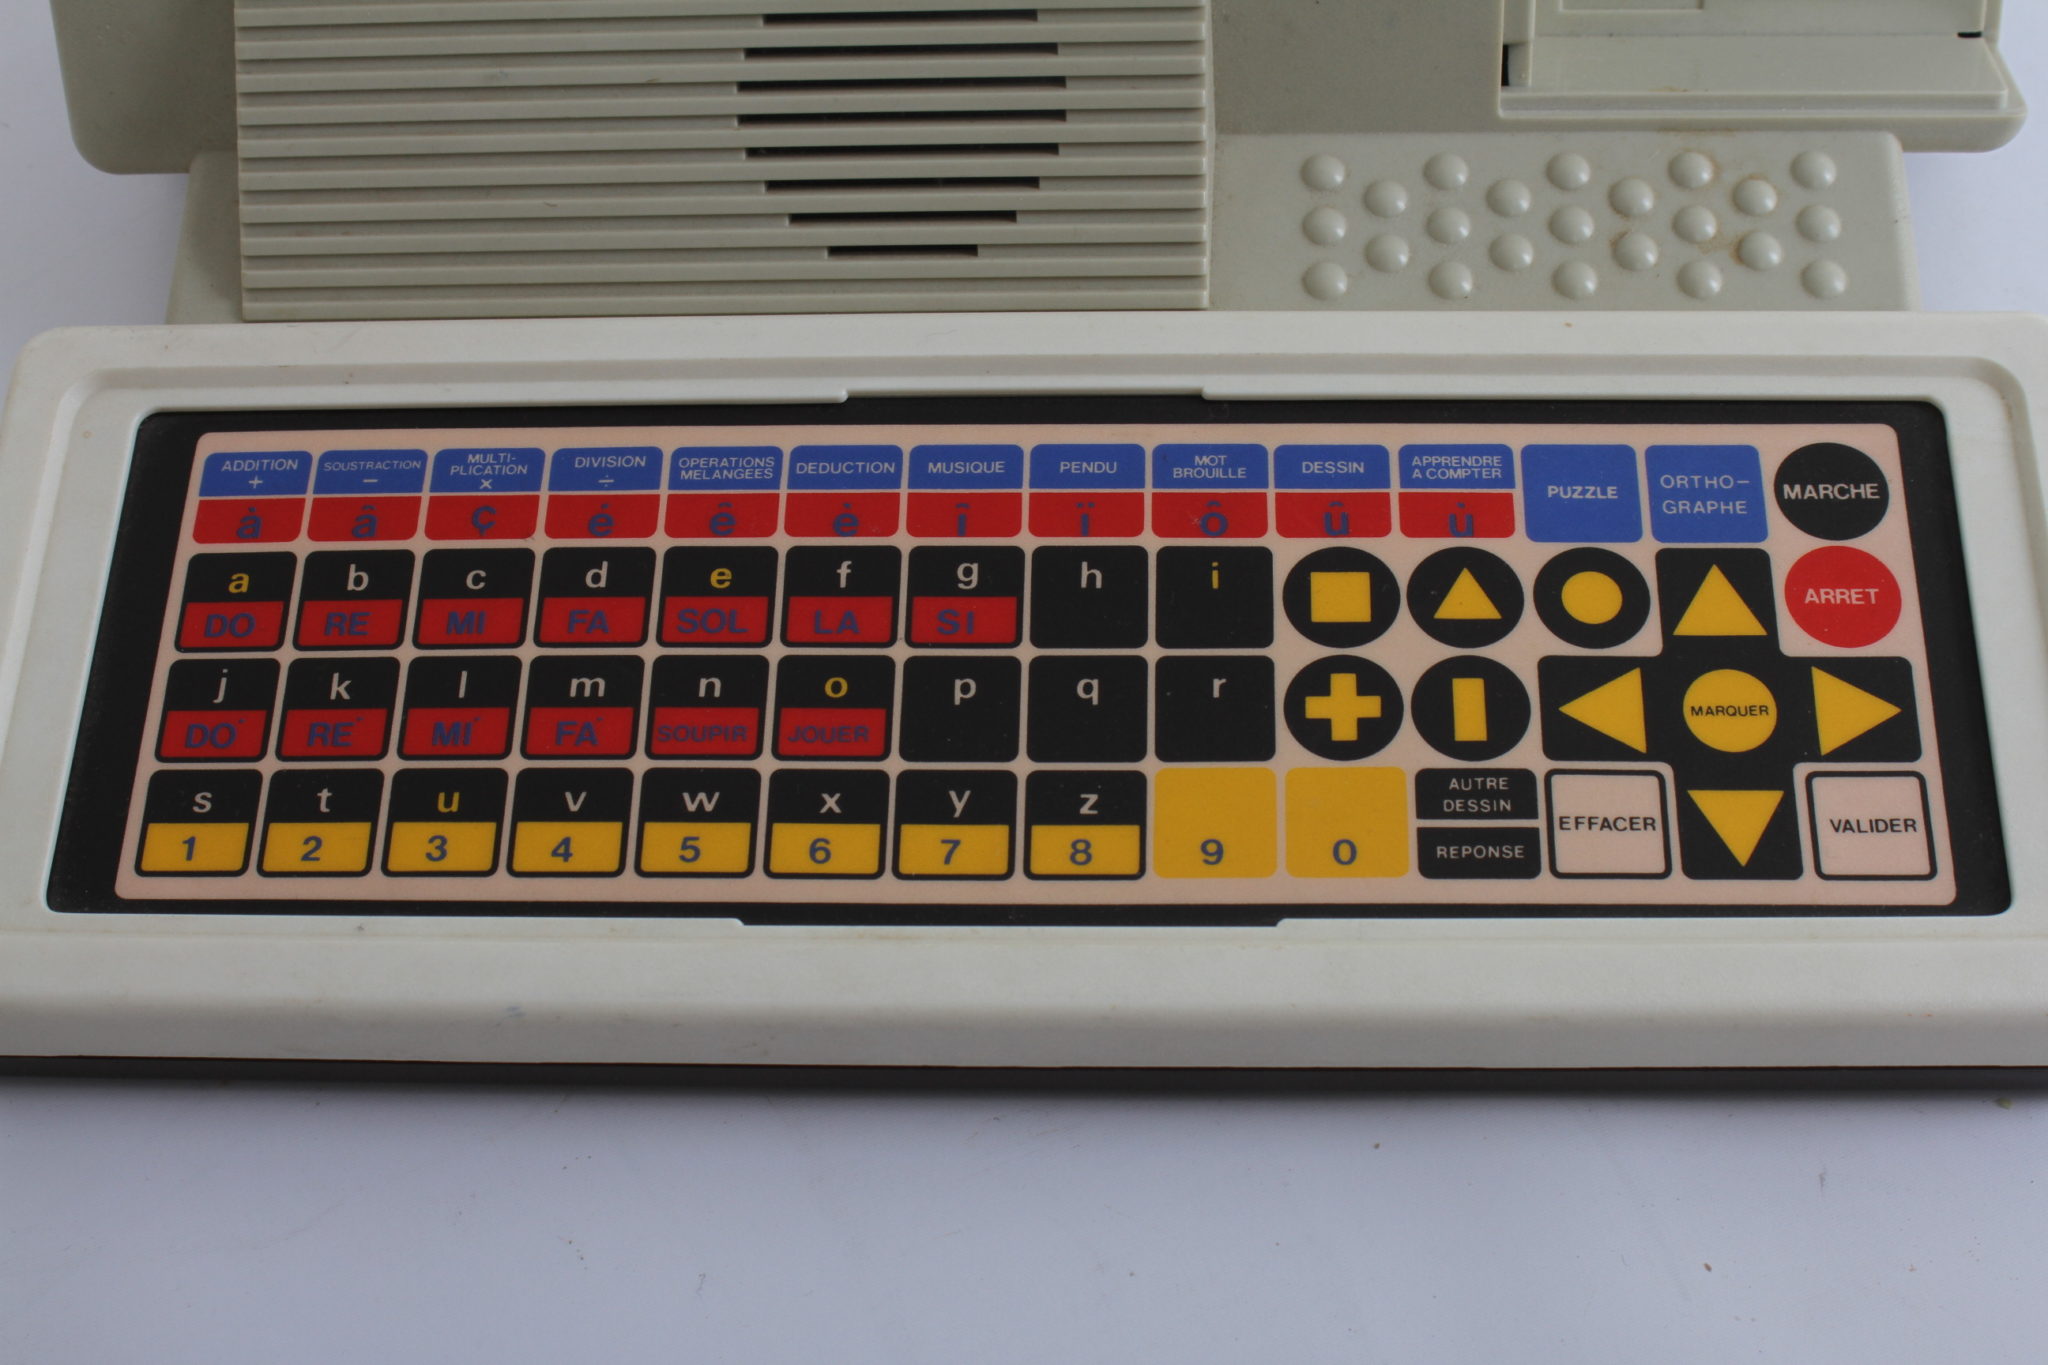 ADDITION SOUSTRACTION MULTI- DIVISION OPERATIONS DEDUCTION MUSIQUE PENDU MOT DESSIN APPRENDRE PUZZLE ORTHO- MARCHE
+ − PLICATION ÷ MELANGEES BROUILLE A COMPTER GRAPHE
×
à â ç é ê è î ï ô û ù
a b c d e f g h i ARRET
DO RE MI FA SOL LA SI
j k l m n o p q r MARQUER
DO· RE· MI· FA· SOUPIR JOUER
s t u v w x y z AUTRE
DESSIN
1 2 3 4 5 6 7 8 9 0 REPONSE EFFACER VALIDER